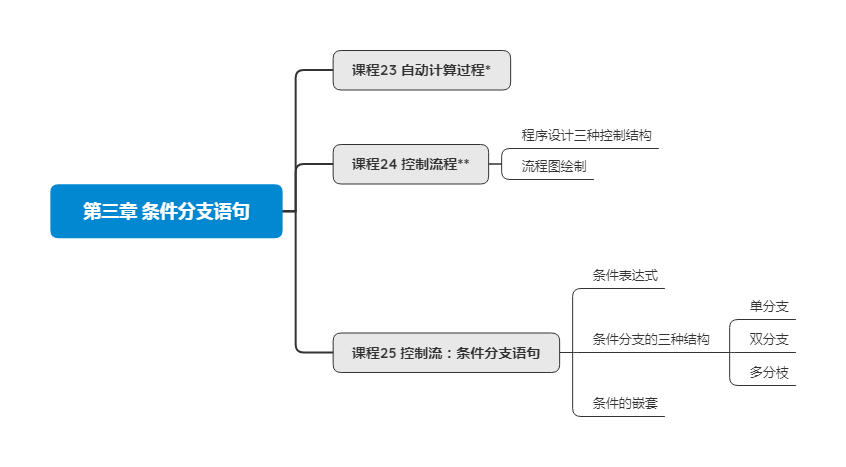 课程23 自动计算过程*
程序设计三种控制结构
课程24 控制流程**
流程图绘制
第三章 条件分支语句
条件表达式
单分支
条件分支的三种结构
双分支
课程25 控制流：条件分支语句
多分枝
条件的嵌套